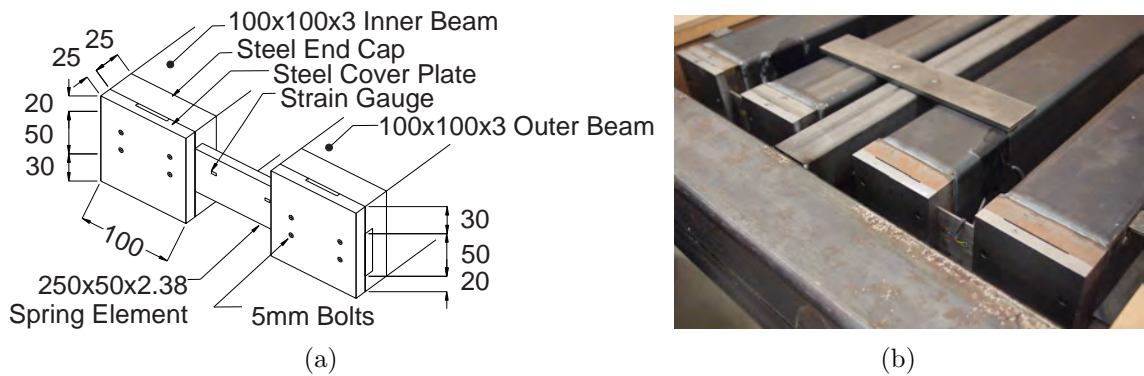 100x100x3 Inner Beam
25
Steel End Cap
25
Steel Cover Plate
Strain Gauge
20
100x100x3 Outer Beam
50
30
30
100
50
20
250x50x2.38
Spring Element
5mm Bolts
(a)
(b)